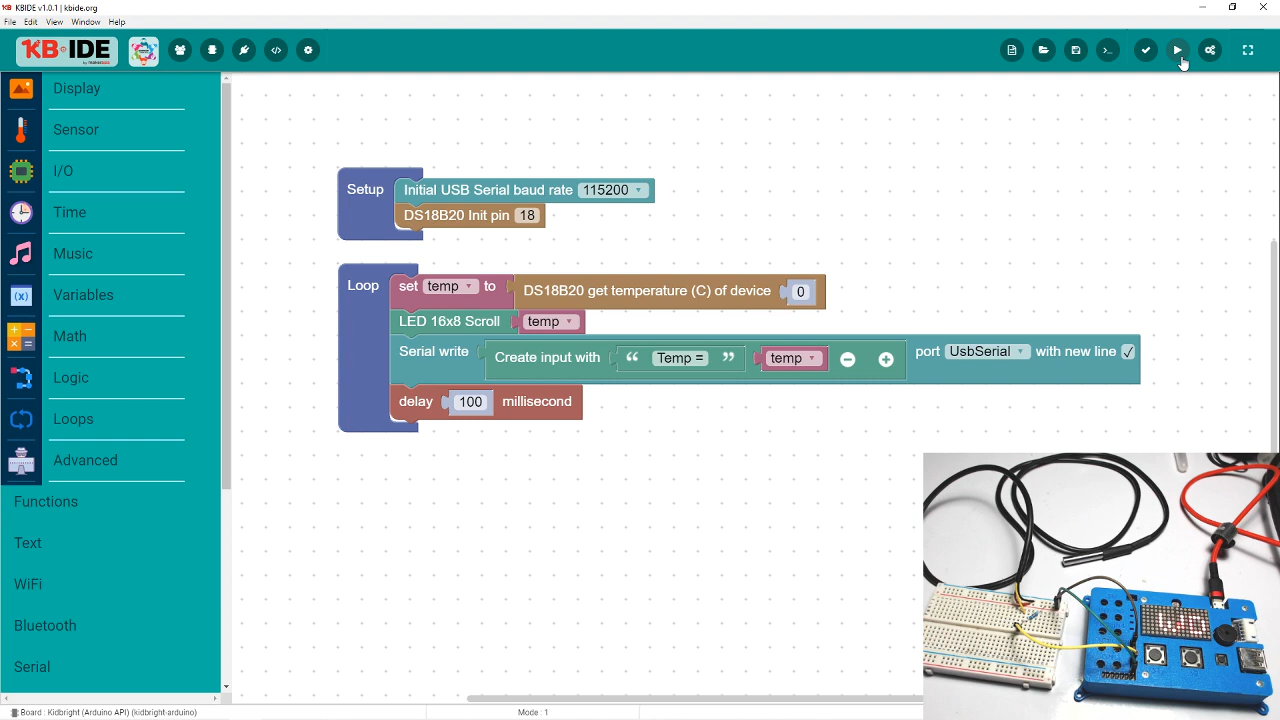 KBIDE v1.0.1 | kbide.org
File Edit View Window Help
KB IDE
by makerasia
Display
Sensor
I/O
Time
Music
Variables
Math
Logic
Loops
Advanced
Functions
Text
WiFi
Bluetooth
Serial
Setup
Initial USB Serial baud rate 115200
DS18B20 Init pin 18
Loop
set temp to DS18B20 get temperature (C) of device 0
LED 16x8 Scroll temp
Serial write Create input with “ Temp = ” temp port UsbSerial with new line
delay 100 millisecond
Board : Kidbright (Arduino API) (kidbright-arduino)
Mode : 1